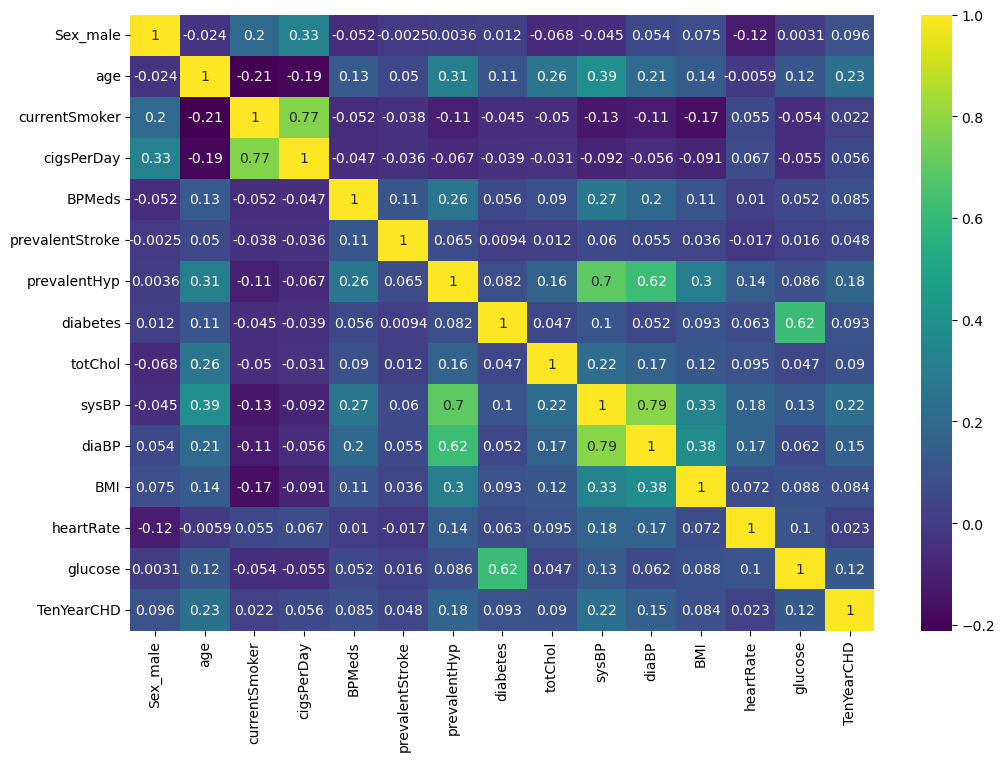 Sex_male 1 -0.024 0.2 0.33 -0.052 -0.0025 0.0036 0.012 -0.068 -0.045 0.054 0.075 -0.12 0.0031 0.096
age -0.024 1 -0.21 -0.19 0.13 0.05 0.31 0.11 0.26 0.39 0.21 0.14 -0.0059 0.12 0.23
currentSmoker 0.2 -0.21 1 0.77 -0.052 -0.038 -0.11 -0.045 -0.05 -0.13 -0.11 -0.17 0.055 -0.054 0.022
cigsPerDay 0.33 -0.19 0.77 1 -0.047 -0.036 -0.067 -0.039 -0.031 -0.092 -0.056 -0.091 0.067 -0.055 0.056
BPMeds -0.052 0.13 -0.052 -0.047 1 0.11 0.26 0.056 0.09 0.27 0.2 0.11 0.01 0.052 0.085
prevalentStroke -0.0025 0.05 -0.038 -0.036 0.11 1 0.065 0.0094 0.012 0.06 0.055 0.036 -0.017 0.016 0.048
prevalentHyp 0.0036 0.31 -0.11 -0.067 0.26 0.065 1 0.082 0.16 0.7 0.62 0.3 0.14 0.086 0.18
diabetes 0.012 0.11 -0.045 -0.039 0.056 0.0094 0.082 1 0.047 0.1 0.052 0.093 0.063 0.62 0.093
totChol -0.068 0.26 -0.05 -0.031 0.09 0.012 0.16 0.047 1 0.22 0.17 0.12 0.095 0.047 0.09
sysBP -0.045 0.39 -0.13 -0.092 0.27 0.06 0.7 0.1 0.22 1 0.79 0.33 0.18 0.13 0.22
diaBP 0.054 0.21 -0.11 -0.056 0.2 0.055 0.62 0.052 0.17 0.79 1 0.38 0.17 0.062 0.15
BMI 0.075 0.14 -0.17 -0.091 0.11 0.036 0.3 0.093 0.12 0.33 0.38 1 0.072 0.088 0.084
heartRate -0.12 -0.0059 0.055 0.067 0.01 -0.017 0.14 0.063 0.095 0.18 0.17 0.072 1 0.1 0.023
glucose 0.0031 0.12 -0.054 -0.055 0.052 0.016 0.086 0.62 0.047 0.13 0.062 0.088 0.1 1 0.12
TenYearCHD 0.096 0.23 0.022 0.056 0.085 0.048 0.18 0.093 0.09 0.22 0.15 0.084 0.023 0.12 1
Sex_male
age
currentSmoker
cigsPerDay
BPMeds
prevalentStroke
prevalentHyp
diabetes
totChol
sysBP
diaBP
BMI
heartRate
glucose
TenYearCHD
1.0
0.8
0.6
0.4
0.2
0.0
−0.2